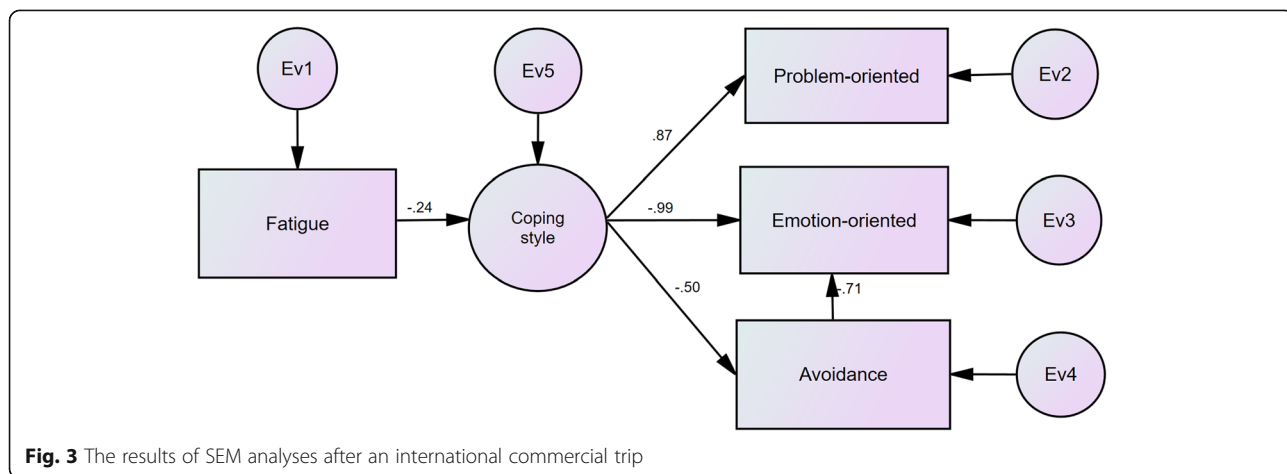 Ev1
Ev5
Problem-oriented
Ev2
.87
Fatigue
-.24
Coping
style
-.99
Emotion-oriented
Ev3
-.50
-.71
Avoidance
Ev4
Fig. 3 The results of SEM analyses after an international commercial trip